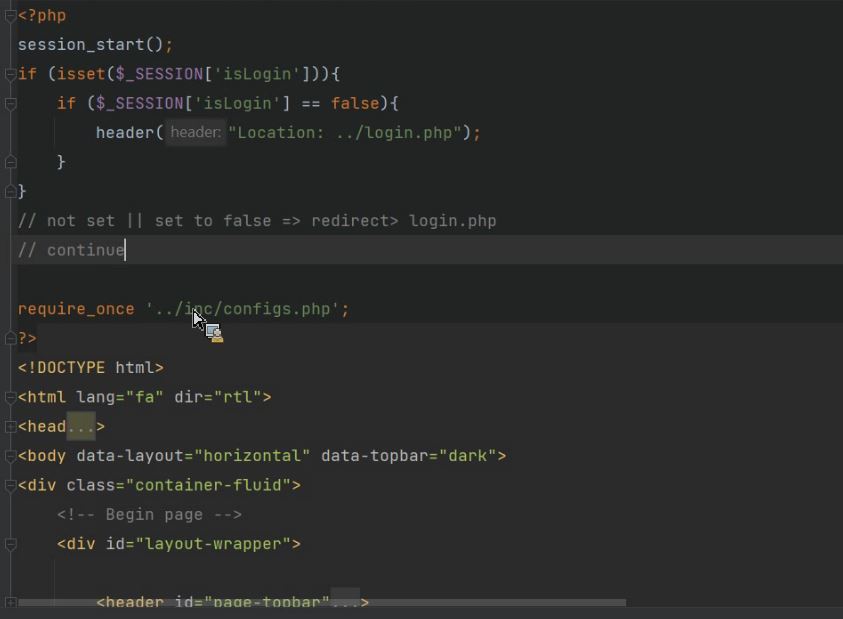 <?php
session_start();
if (isset($_SESSION['isLogin'])){
    if ($_SESSION['isLogin'] == false){
        header( header: "Location: ../login.php");
    }
}
// not set || set to false => redirect> login.php
// continue
require_once '../inc/configs.php';
?>
<!DOCTYPE html>
<html lang="fa" dir="rtl">
<head...>
<body data-layout="horizontal" data-topbar="dark">
<div class="container-fluid">
    <!-- Begin page -->
    <div id="layout-wrapper">
        <header id="page-topbar"...>